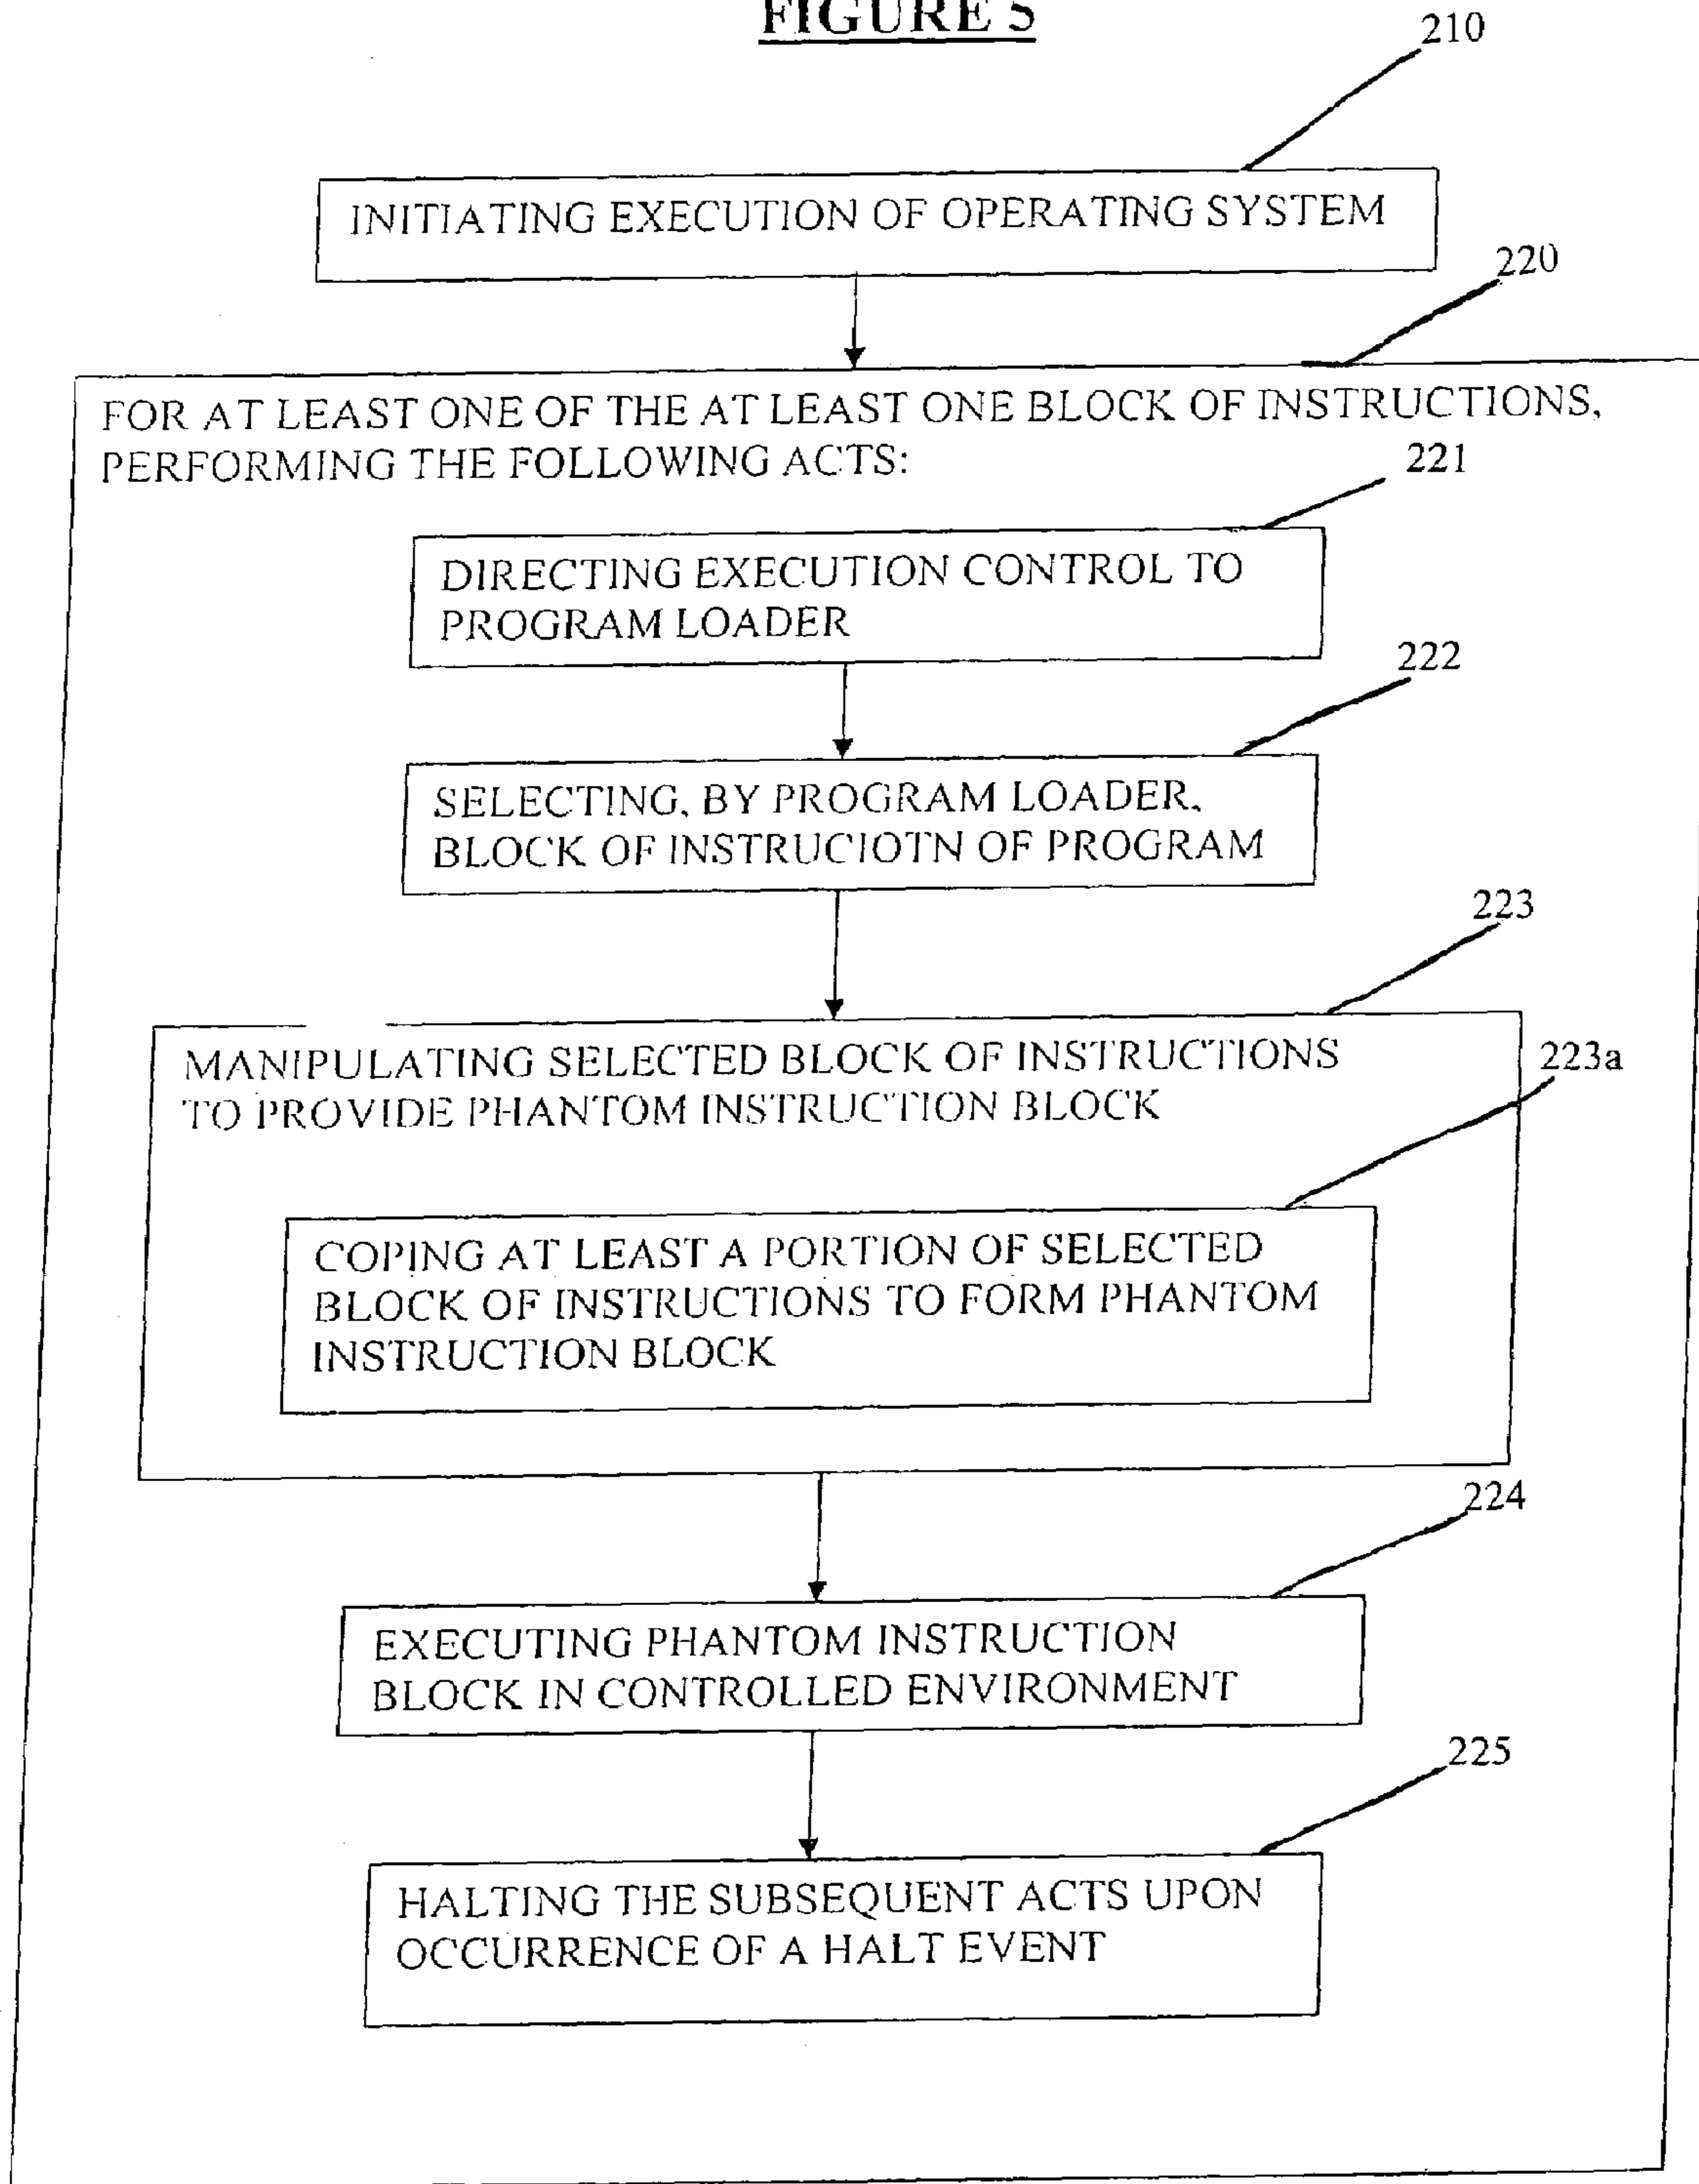 FIGURE 5
210
INITIATING EXECUTION OF OPERATING SYSTEM
220
FOR AT LEAST ONE OF THE AT LEAST ONE BLOCK OF INSTRUCTIONS,
PERFORMING THE FOLLOWING ACTS:
221
DIRECTING EXECUTION CONTROL TO
PROGRAM LOADER
222
SELECTING, BY PROGRAM LOADER,
BLOCK OF INSTRUCIOTN OF PROGRAM
223
MANIPULATING SELECTED BLOCK OF INSTRUCTIONS
TO PROVIDE PHANTOM INSTRUCTION BLOCK
223a
COPING AT LEAST A PORTION OF SELECTED
BLOCK OF INSTRUCTIONS TO FORM PHANTOM
INSTRUCTION BLOCK
224
EXECUTING PHANTOM INSTRUCTION
BLOCK IN CONTROLLED ENVIRONMENT
225
HALTING THE SUBSEQUENT ACTS UPON
OCCURRENCE OF A HALT EVENT